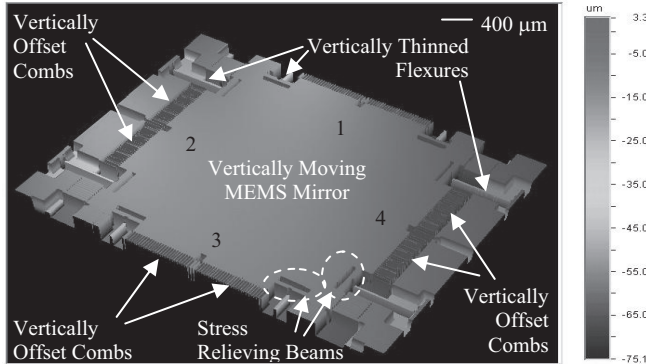 Vertically
Offset
Combs
400 μm
Vertically Thinned
Flexures
1
2
Vertically Moving
MEMS Mirror
4
3
Vertically
Offset Combs
Stress
Relieving Beams
Vertically
Offset
Combs
um
3.3
-5.0
-15.0
-25.0
-35.0
-45.0
-55.0
-65.0
-75.1